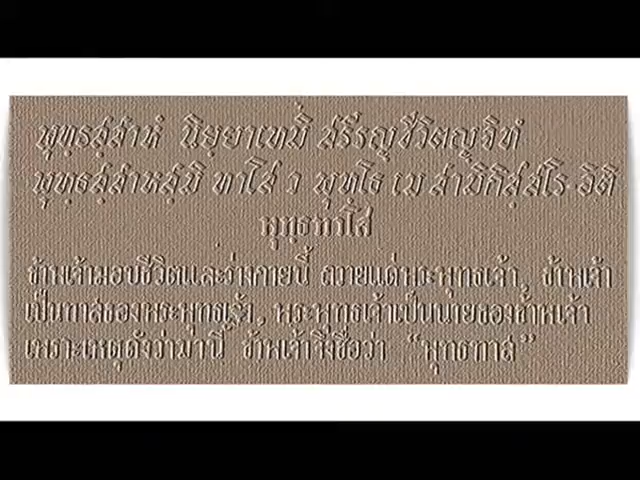 พุทฺธสฺสาหํ นิยฺยาเทมิ สรีรญฺชีวิตญฺจิทํ
พุทฺธสฺสาหสฺมิ ทาโส ว พุทฺโธ เม สามิกิสฺสโร อิติ
พุทฺธทาโส
ข้าพเจ้ามอบชีวิตและร่างกายนี้ ถวายแด่พระพุทธเจ้า, ข้าพเจ้า
เป็นทาสของพระพุทธเจ้า, พระพุทธเจ้าเป็นนายของข้าพเจ้า
เพราะเหตุดังว่ามานี้ ข้าพเจ้าจึงชื่อว่า “พุทธทาส”